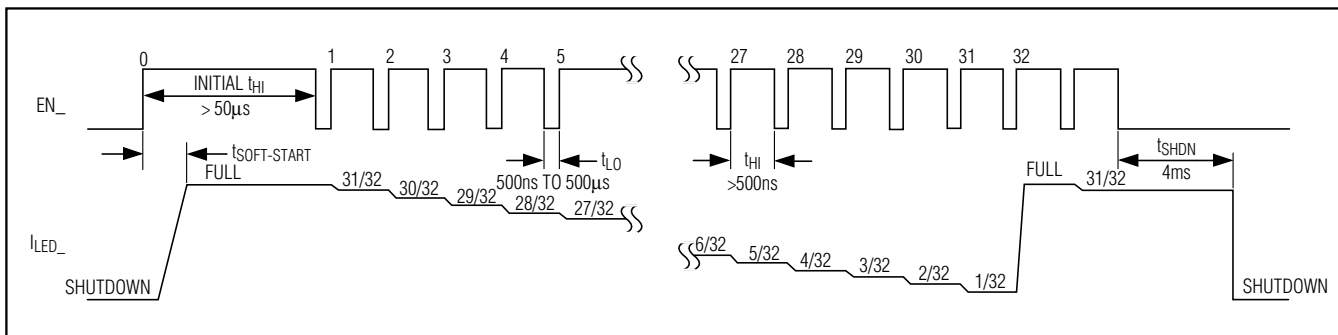 0 1 2 3 4 5 27 28 29 30 31 32
INITIAL tHI
> 50μs
EN_
tSOFT-START
tLO
500ns TO 500μs
tHI
>500ns
tSHDN
4ms
FULL 31/32 30/32 29/32 28/32 27/32
ILED_
6/32 5/32 4/32 3/32 2/32 1/32
FULL 31/32
SHUTDOWN SHUTDOWN